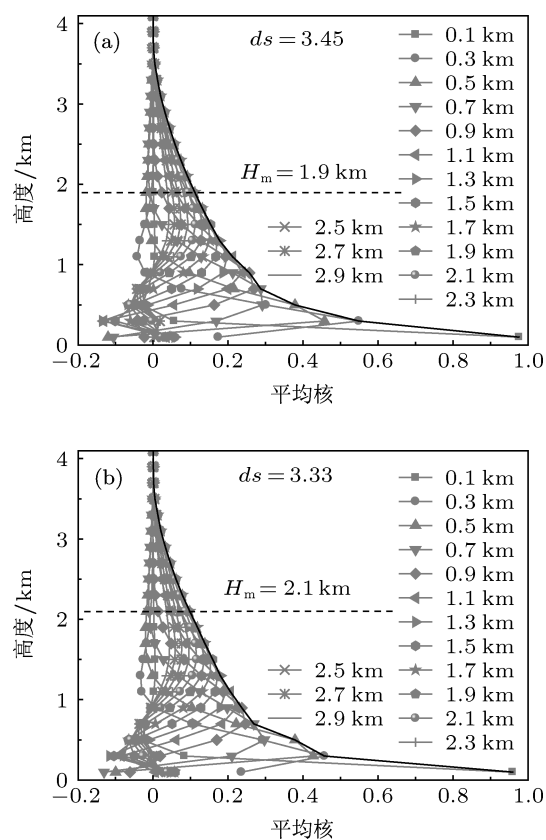 (a)
ds = 3.45
0.1 km
0.3 km
0.5 km
0.7 km
0.9 km
1.1 km
1.3 km
1.5 km
1.7 km
1.9 km
2.1 km
2.3 km
Hm = 1.9 km
2.5 km
2.7 km
2.9 km
高度/km
4
3
2
1
0
−0.2 0 0.2 0.4 0.6 0.8 1.0
平均核
(b)
ds = 3.33
0.1 km
0.3 km
0.5 km
0.7 km
0.9 km
1.1 km
1.3 km
1.5 km
1.7 km
1.9 km
2.1 km
2.3 km
Hm = 2.1 km
2.5 km
2.7 km
2.9 km
高度/km
4
3
2
1
0
−0.2 0 0.2 0.4 0.6 0.8 1.0
平均核